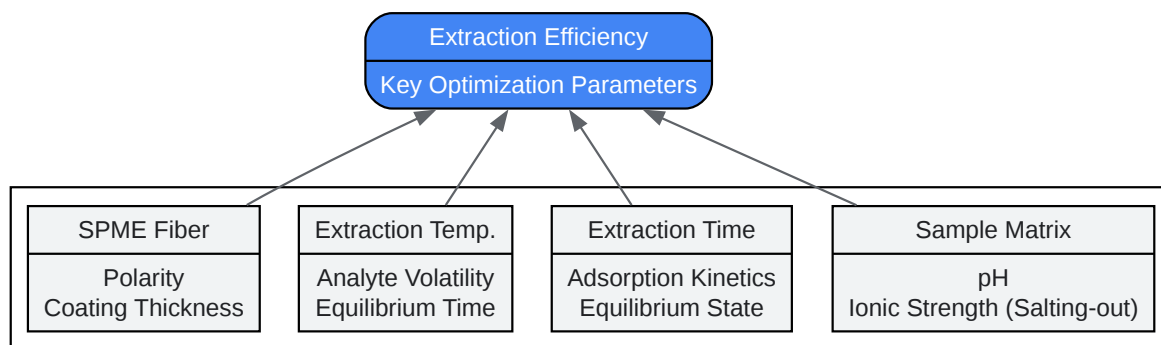 Extraction Efficiency
Key Optimization Parameters
SPME Fiber
Polarity
Coating Thickness
Extraction Temp.
Analyte Volatility
Equilibrium Time
Extraction Time
Adsorption Kinetics
Equilibrium State
Sample Matrix
pH
Ionic Strength (Salting-out)